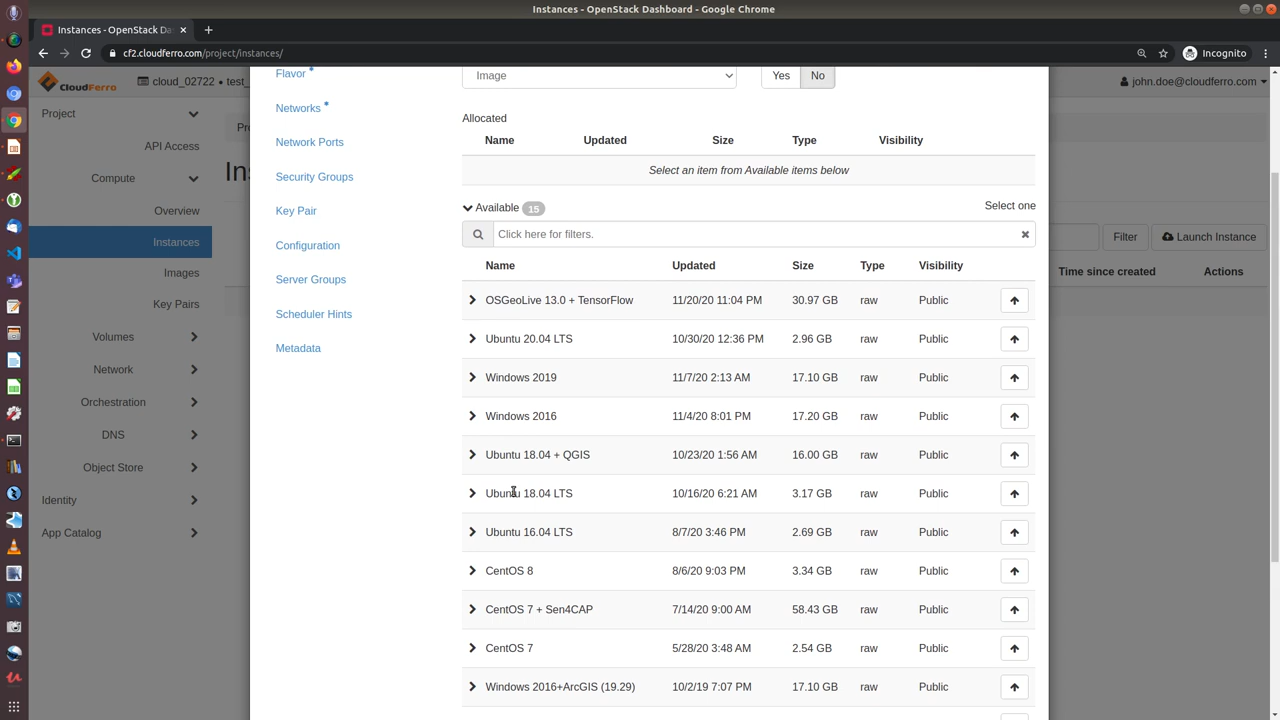 Instances - OpenStack Dashboard - Google Chrome
Instances - OpenStack Da
Incognito
cf2.cloudferro.com/project/instances/
CloudFerro
cloud_02722 • test_
john.doe@cloudferro.com
Project
API Access
Compute
Overview
Instances
Images
Key Pairs
Volumes
Network
Orchestration
DNS
Object Store
Identity
App Catalog
Flavor *
Networks *
Network Ports
Security Groups
Key Pair
Configuration
Server Groups
Scheduler Hints
Metadata
Image
Yes No
Allocated
Name Updated Size Type Visibility
Select an item from Available items below
Available 15 Select one
Click here for filters.
Name Updated Size Type Visibility
OSGeoLive 13.0 + TensorFlow 11/20/20 11:04 PM 30.97 GB raw Public
Ubuntu 20.04 LTS 10/30/20 12:36 PM 2.96 GB raw Public
Windows 2019 11/7/20 2:13 AM 17.10 GB raw Public
Windows 2016 11/4/20 8:01 PM 17.20 GB raw Public
Ubuntu 18.04 + QGIS 10/23/20 1:56 AM 16.00 GB raw Public
Ubuntu 18.04 LTS 10/16/20 6:21 AM 3.17 GB raw Public
Ubuntu 16.04 LTS 8/7/20 3:46 PM 2.69 GB raw Public
CentOS 8 8/6/20 9:03 PM 3.34 GB raw Public
CentOS 7 + Sen4CAP 7/14/20 9:00 AM 58.43 GB raw Public
CentOS 7 5/28/20 3:48 AM 2.54 GB raw Public
Windows 2016+ArcGIS (19.29) 10/2/19 7:07 PM 17.10 GB raw Public
Filter
Launch Instance
Time since created Actions